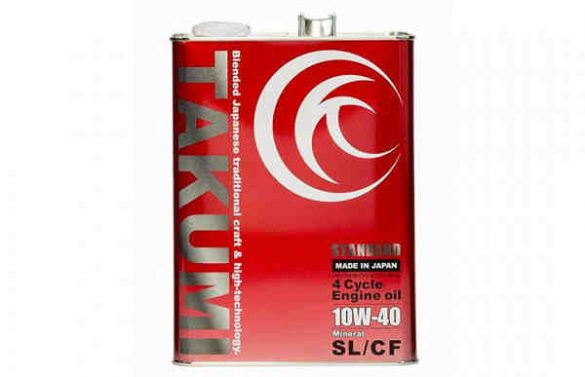 TAKUMI
Blended Japanese traditional craft & high-technology.
STANDARD
MADE IN JAPAN
4 Cycle
Engine oil
10W-40
Mineral
SL/CF